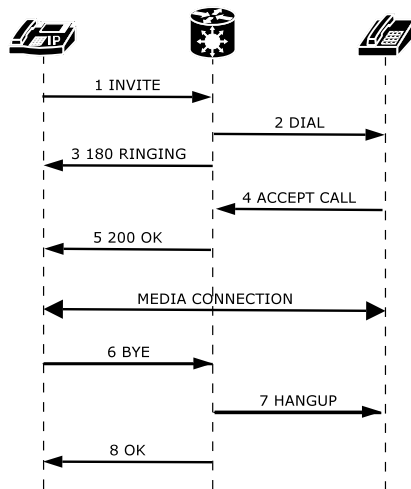 IP
1 INVITE
2 DIAL
3 180 RINGING
4 ACCEPT CALL
5 200 OK
MEDIA CONNECTION
6 BYE
7 HANGUP
8 OK